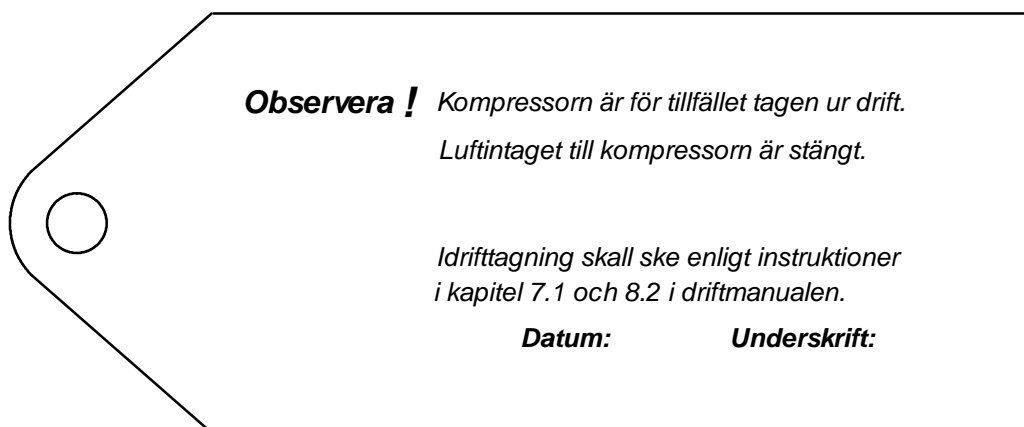 Observera ! Kompressorn är för tillfället tagen ur drift.
Luftintaget till kompressorn är stängt.
Idrifttagning skall ske enligt instruktioner
i kapitel 7.1 och 8.2 i driftmanualen.
Datum: Underskrift: